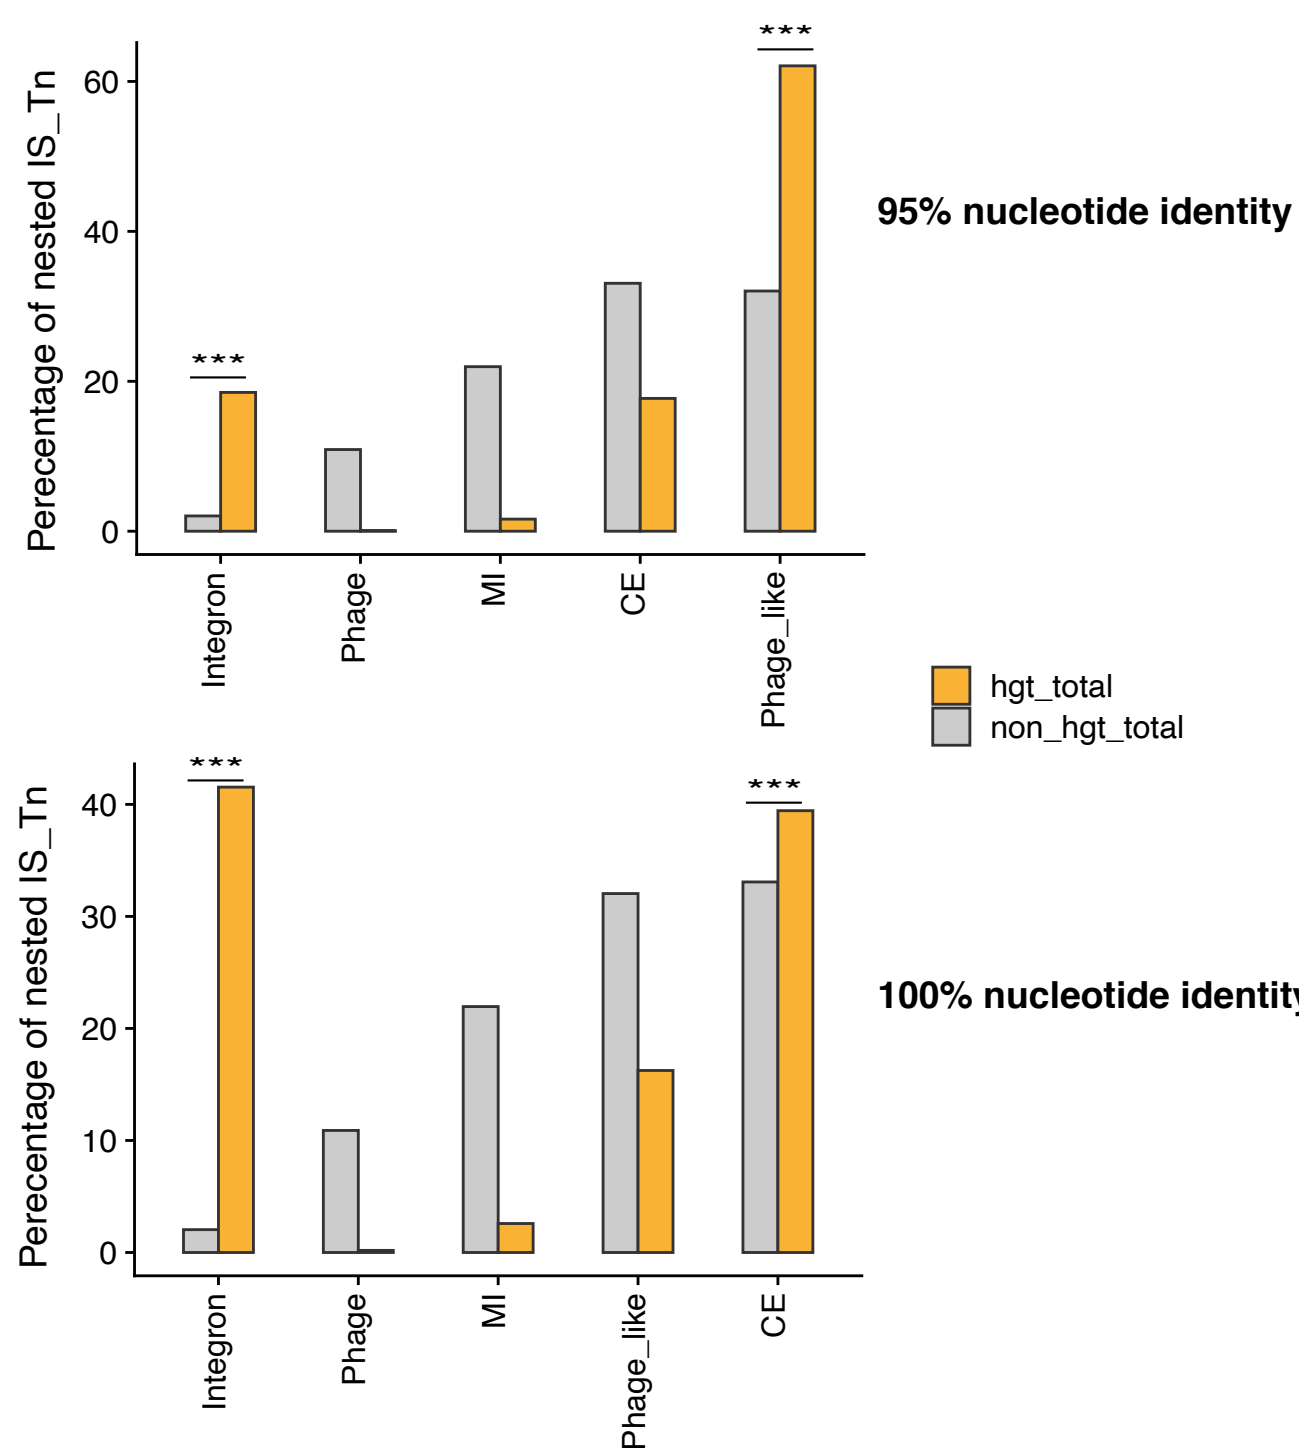 ***
60
40
20
0
Perecentage of nested IS_Tn
***
95% nucleotide identity
Integron
Phage
MI
CE
Phage_like
hgt_total
non_hgt_total
***
***
40
30
20
10
0
Perecentage of nested IS_Tn
100% nucleotide identity
Integron
Phage
MI
Phage_like
CE